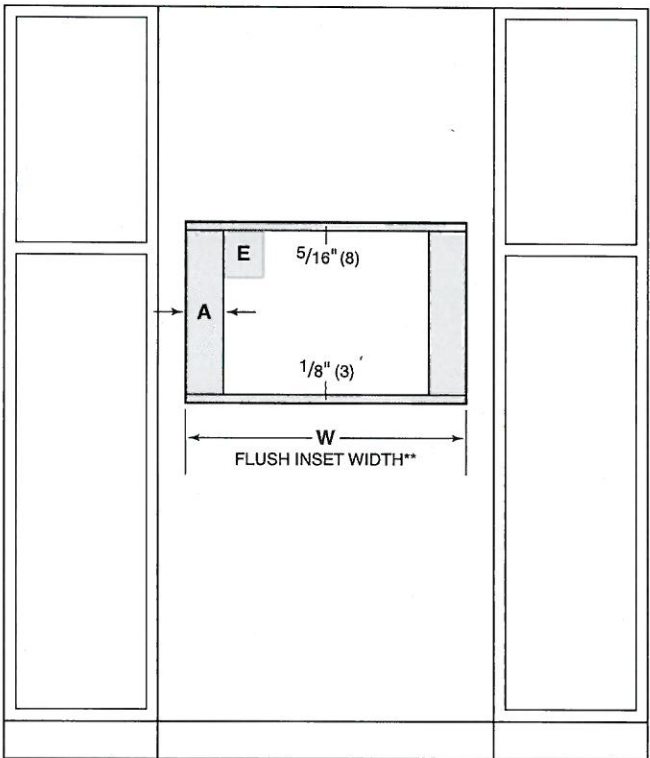 E
5/16" (8)
A
1/8" (3)
W
FLUSH INSET WIDTH**